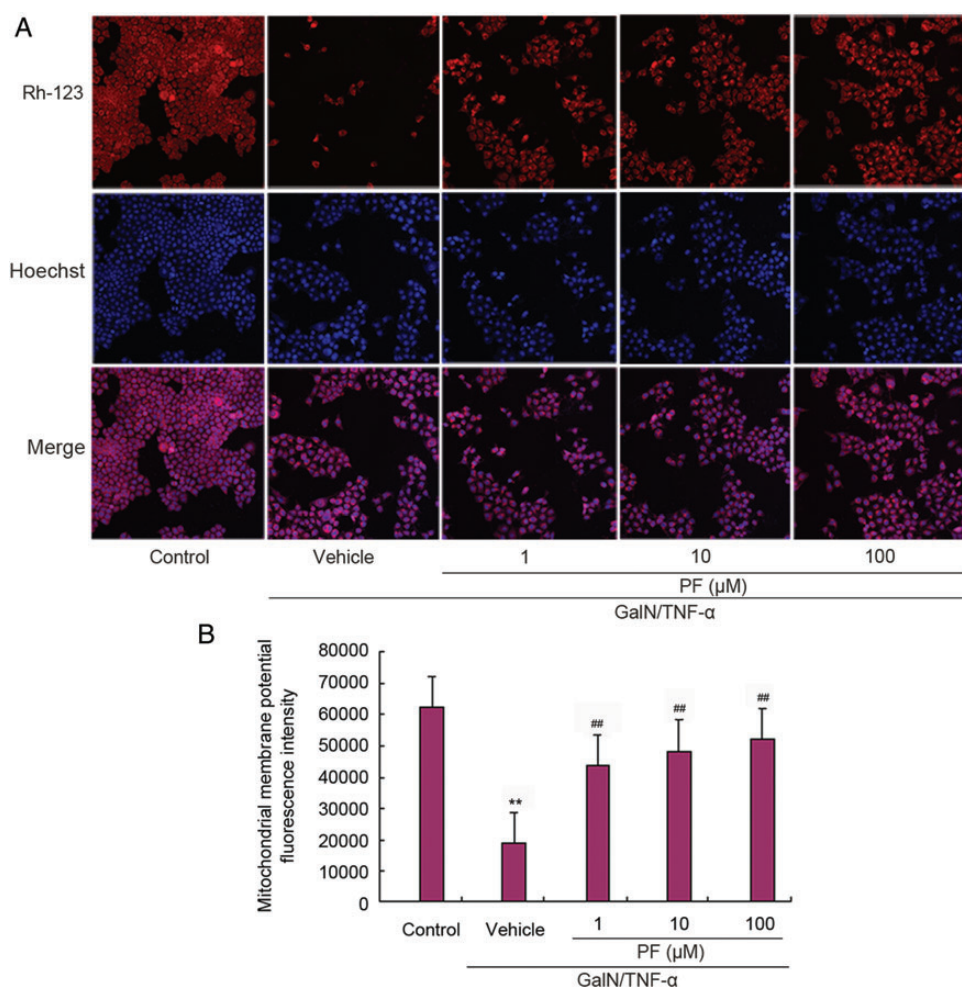 A
Rh-123
Hoechst
Merge
Control Vehicle 1 10 100
PF (µM)
GalN/TNF-α
B
Mitochondrial membrane potential
fluorescence intensity
80000
70000
60000
50000
40000
30000
20000
10000
0
**
##
##
##
Control Vehicle 1 10 100
PF (µM)
GalN/TNF-α